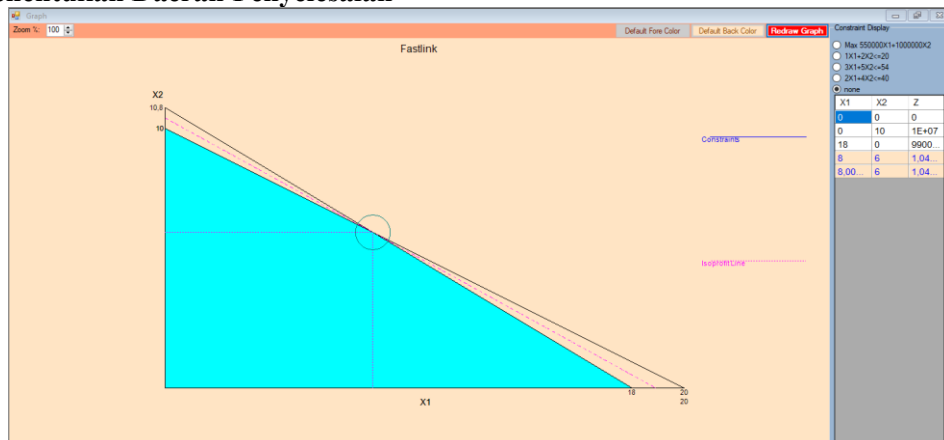 Graph
Zoom %: 100
Default Fore Color Default Back Color Redraw Graph
Constraint Display
Fastlink
Max 550000X1+1000000X2
1X1+2X2<=20
3X1+5X2<=54
2X1+4X2<=40
none
X1 X2 Z
0 0 0
0 10 1E+07
18 0 9900...
8 6 1,04...
8,00... 6 1,04...
X2
10,8
10
Constraints
IsoprofitLine
18 20
20
X1